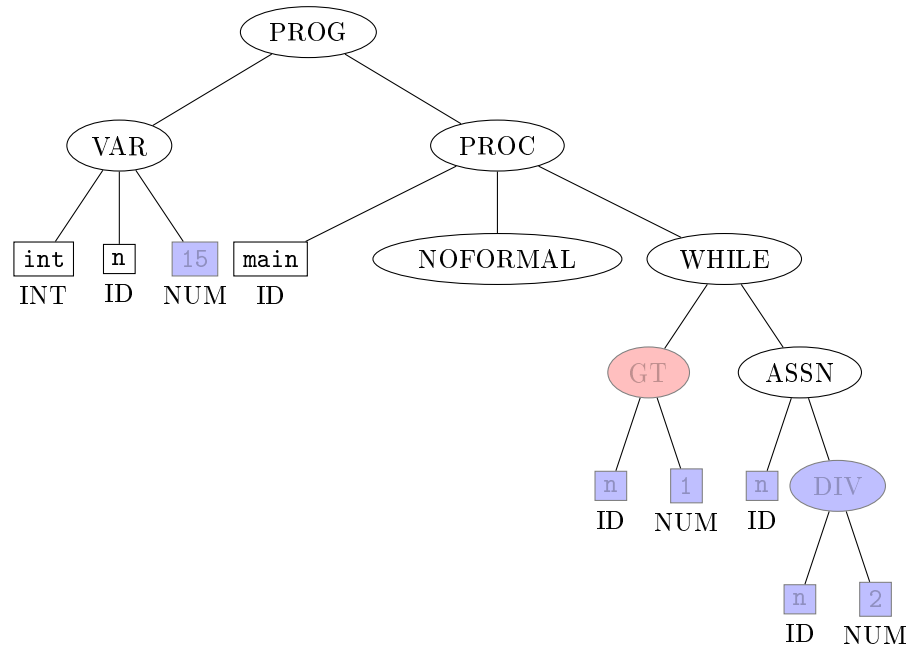 PROG
VAR PROC
int n 15 main NOFORMAL WHILE
INT ID NUM ID
GT ASSN
n 1 n DIV
ID NUM ID
n 2
ID NUM